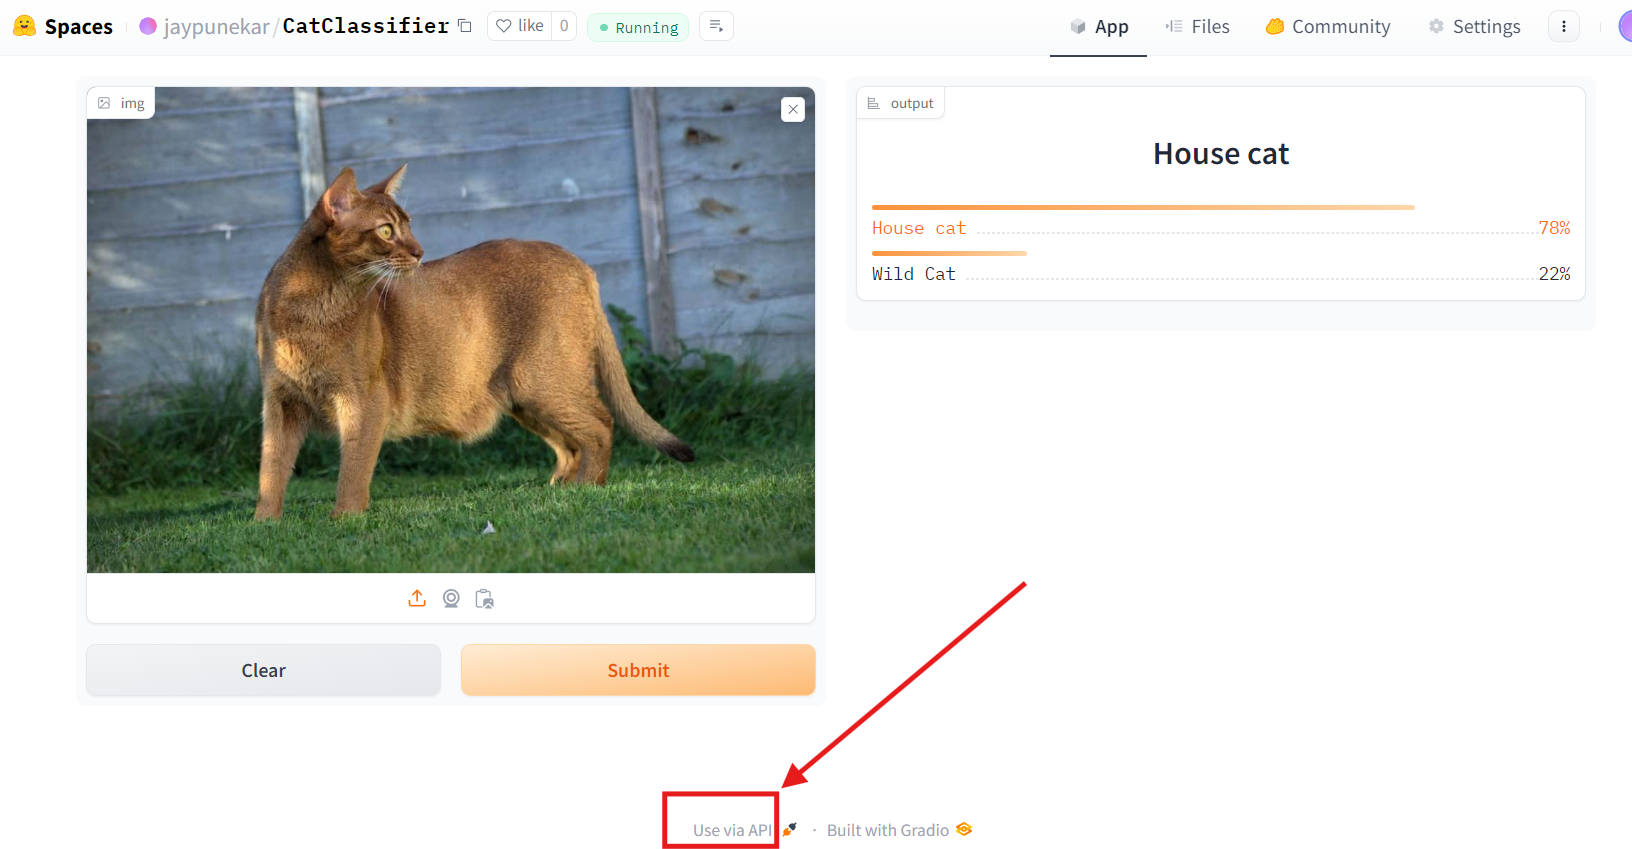 Spaces jaypunekar/CatClassifier like 0 Running App Files Community Settings
img
output
House cat
House cat 78%
Wild Cat 22%
Clear Submit
Use via API · Built with Gradio